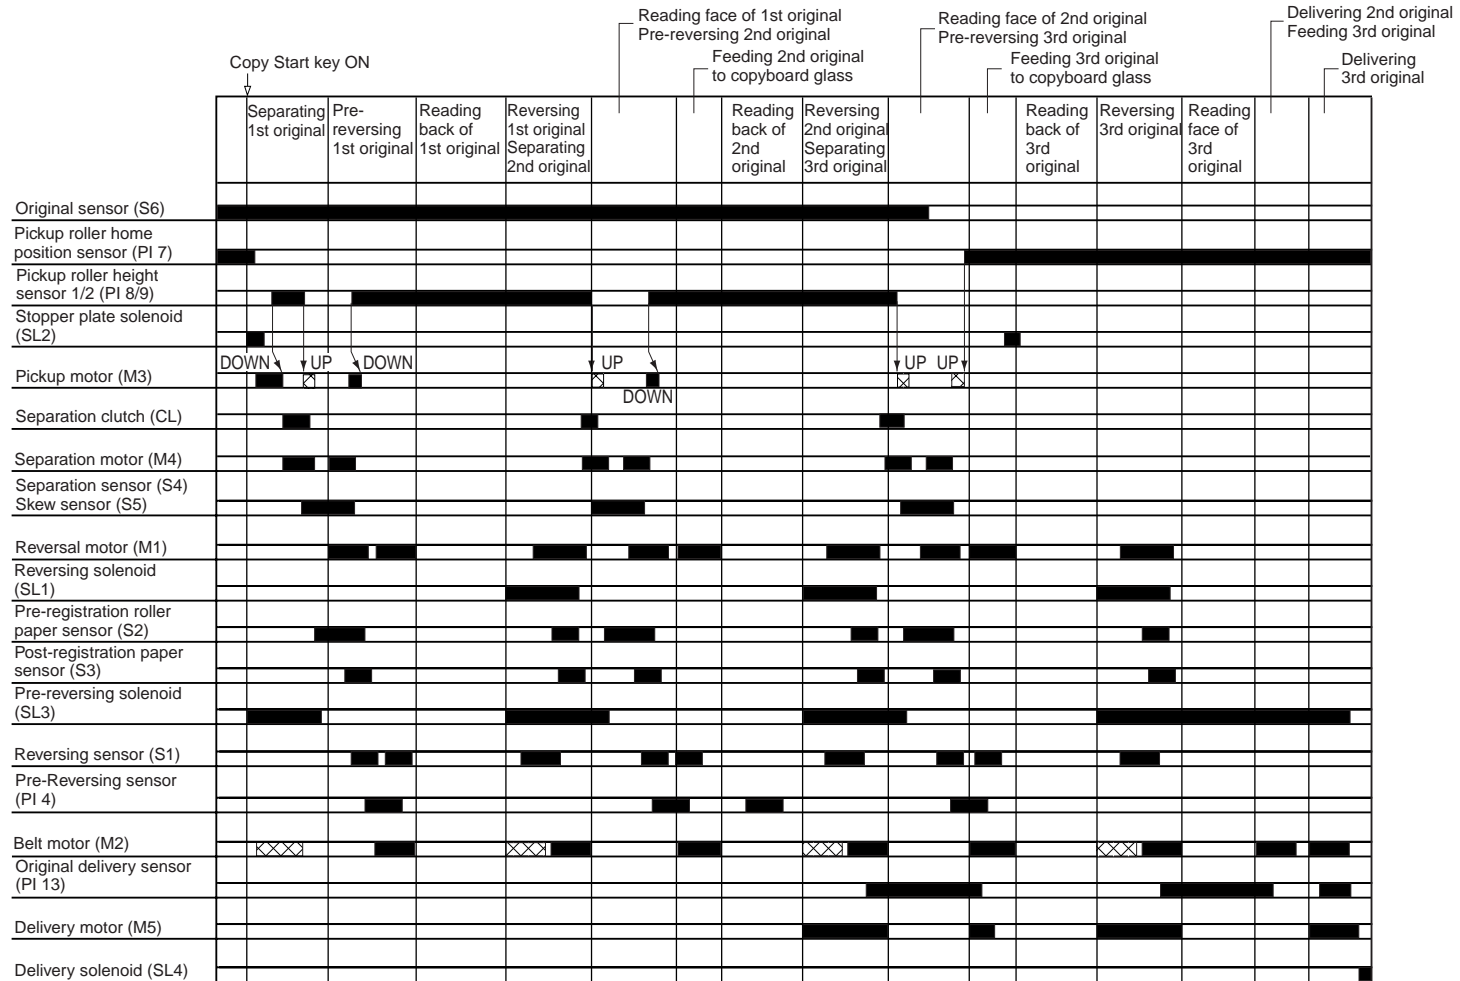 Reading face of 1st original
Pre-reversing 2nd original
Feeding 2nd original
to copyboard glass
Reading face of 2nd original
Pre-reversing 3rd original
Feeding 3rd original
to copyboard glass
Delivering 2nd original
Feeding 3rd original
Delivering
3rd original
Copy Start key ON
Separating
1st original
Pre-
reversing
1st original
Reading
back of
1st original
Reversing
1st original
Separating
2nd original
Reading
back of
2nd
original
Reversing
2nd original
Separating
3rd original
Reading
back of
3rd
original
Reversing
3rd original
Reading
face of
3rd
original
Original sensor (S6)
Pickup roller home
position sensor (PI 7)
Pickup roller height
sensor 1/2 (PI 8/9)
Stopper plate solenoid
(SL2)
DOWN
UP
DOWN
UP
UP
UP
Pickup motor (M3)
DOWN
Separation clutch (CL)
Separation motor (M4)
Separation sensor (S4)
Skew sensor (S5)
Reversal motor (M1)
Reversing solenoid
(SL1)
Pre-registration roller
paper sensor (S2)
Post-registration paper
sensor (S3)
Pre-reversing solenoid
(SL3)
Reversing sensor (S1)
Pre-Reversing sensor
(PI 4)
Belt motor (M2)
Original delivery sensor
(PI 13)
Delivery motor (M5)
Delivery solenoid (SL4)